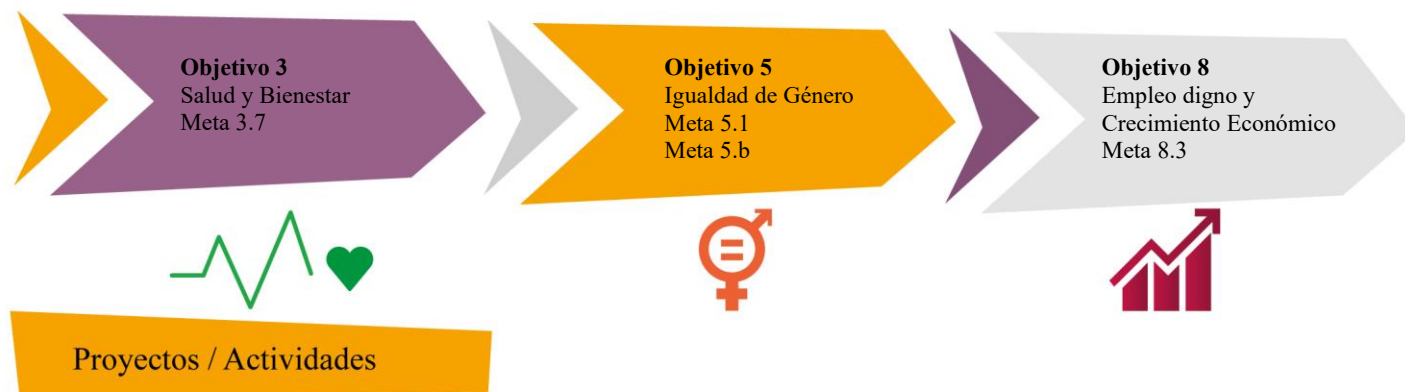 Objetivo 3
Salud y Bienestar
Meta 3.7
Objetivo 5
Igualdad de Género
Meta 5.1
Meta 5.b
Objetivo 8
Empleo digno y
Crecimiento Económico
Meta 8.3
Proyectos / Actividades